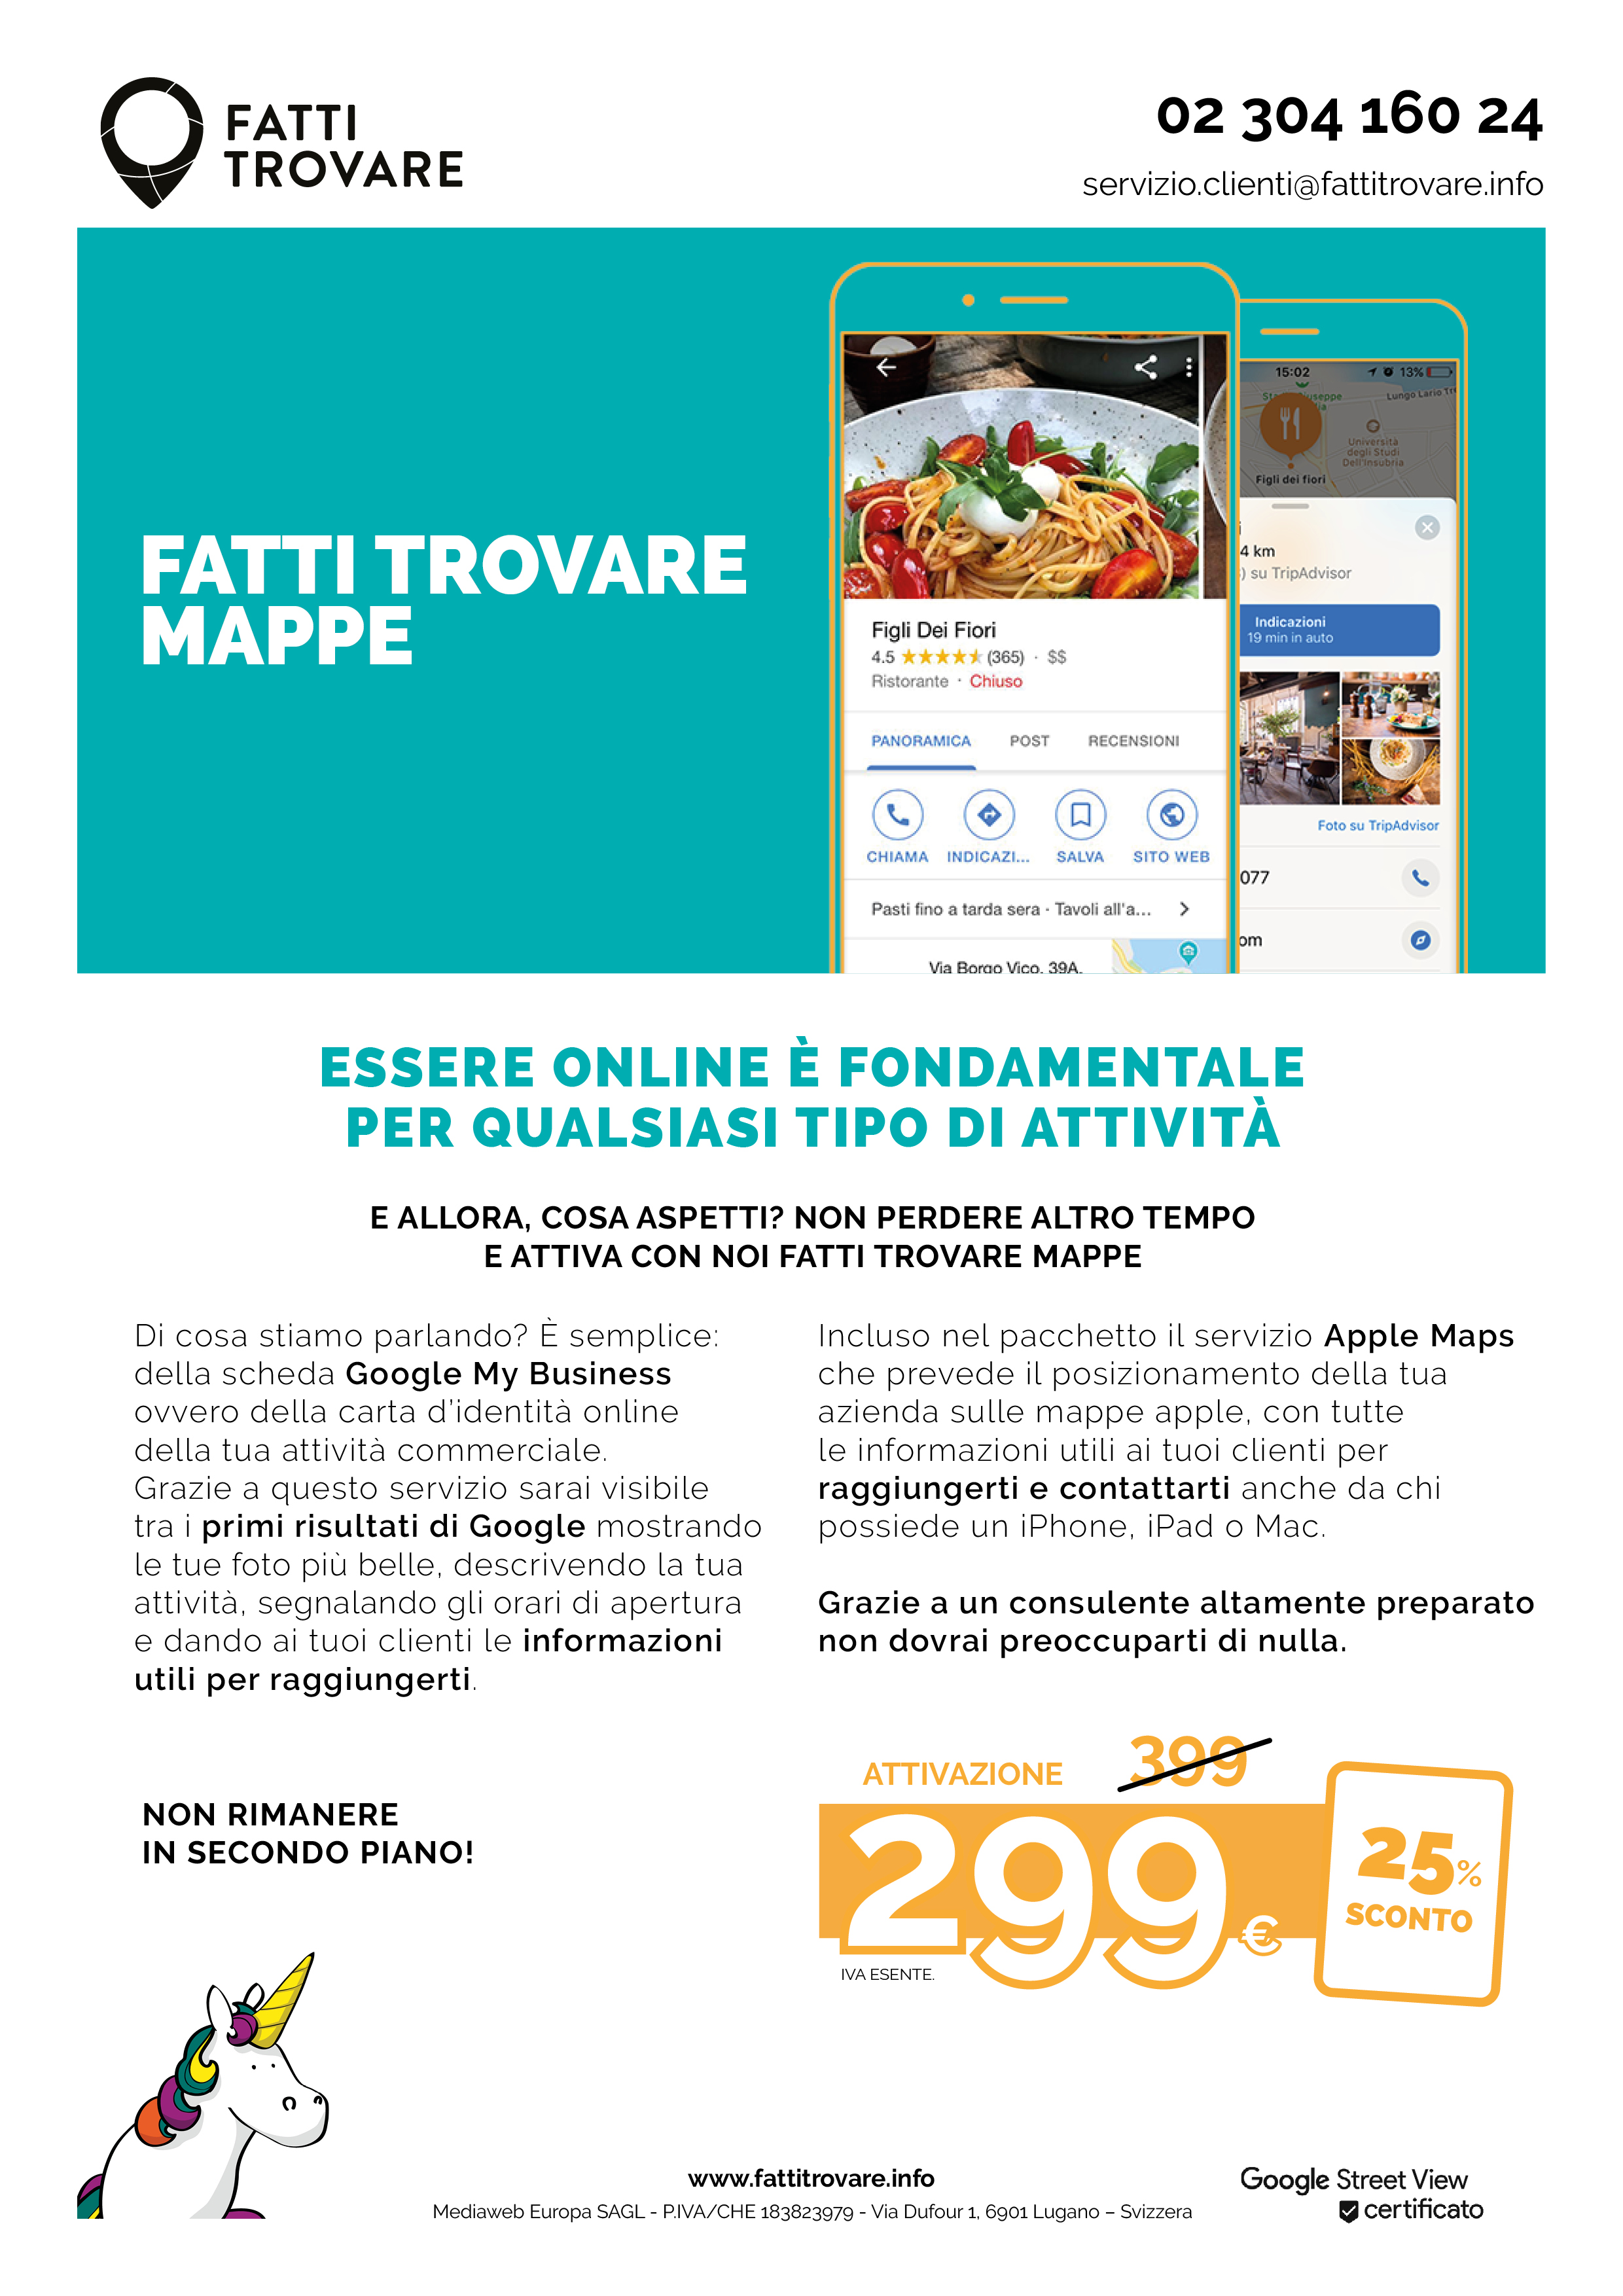 FATTI
TROVARE
02 304 160 24
servizio.clienti@fattitrovare.info
FATTI TROVARE
MAPPE
Figli Dei Fiori
4.5 (365) · $$
Ristorante · Chiuso
PANORAMICA POST RECENSIONI
CHIAMA INDICAZI... SALVA SITO WEB
Pasti fino a tarda sera · Tavoli all'a...
Via Borgo Vico, 39A,
15:02 13%
Lungo Lario
Università
degli Studi
Dell'Insubria
Figli dei fiori
4 km
) su TripAdvisor
Indicazioni
19 min in auto
Foto su TripAdvisor
077
om
ESSERE ONLINE È FONDAMENTALE
PER QUALSIASI TIPO DI ATTIVITÀ
E ALLORA, COSA ASPETTI? NON PERDERE ALTRO TEMPO
E ATTIVA CON NOI FATTI TROVARE MAPPE
Di cosa stiamo parlando? È semplice:
della scheda Google My Business
ovvero della carta d'identità online
della tua attività commerciale.
Grazie a questo servizio sarai visibile
tra i primi risultati di Google mostrando
le tue foto più belle, descrivendo la tua
attività, segnalando gli orari di apertura
e dando ai tuoi clienti le informazioni
utili per raggiungerti.
Incluso nel pacchetto il servizio Apple Maps
che prevede il posizionamento della tua
azienda sulle mappe apple, con tutte
le informazioni utili ai tuoi clienti per
raggiungerti e contattarti anche da chi
possiede un iPhone, iPad o Mac.
Grazie a un consulente altamente preparato
non dovrai preoccuparti di nulla.
NON RIMANERE
IN SECONDO PIANO!
ATTIVAZIONE 399
299€
IVA ESENTE.
25%
SCONTO
www.fattitrovare.info
Mediaweb Europa SAGL - P.IVA/CHE 183823979 - Via Dufour 1, 6901 Lugano – Svizzera
Google Street View
certificato